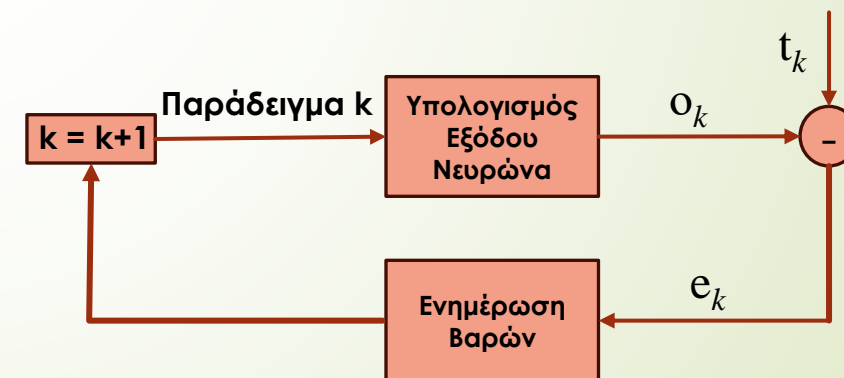 t_k
Παράδειγμα k
Υπολογισμός
Εξόδου
Νευρώνα
o_k
k = k+1
-
Ενημέρωση
Βαρών
e_k